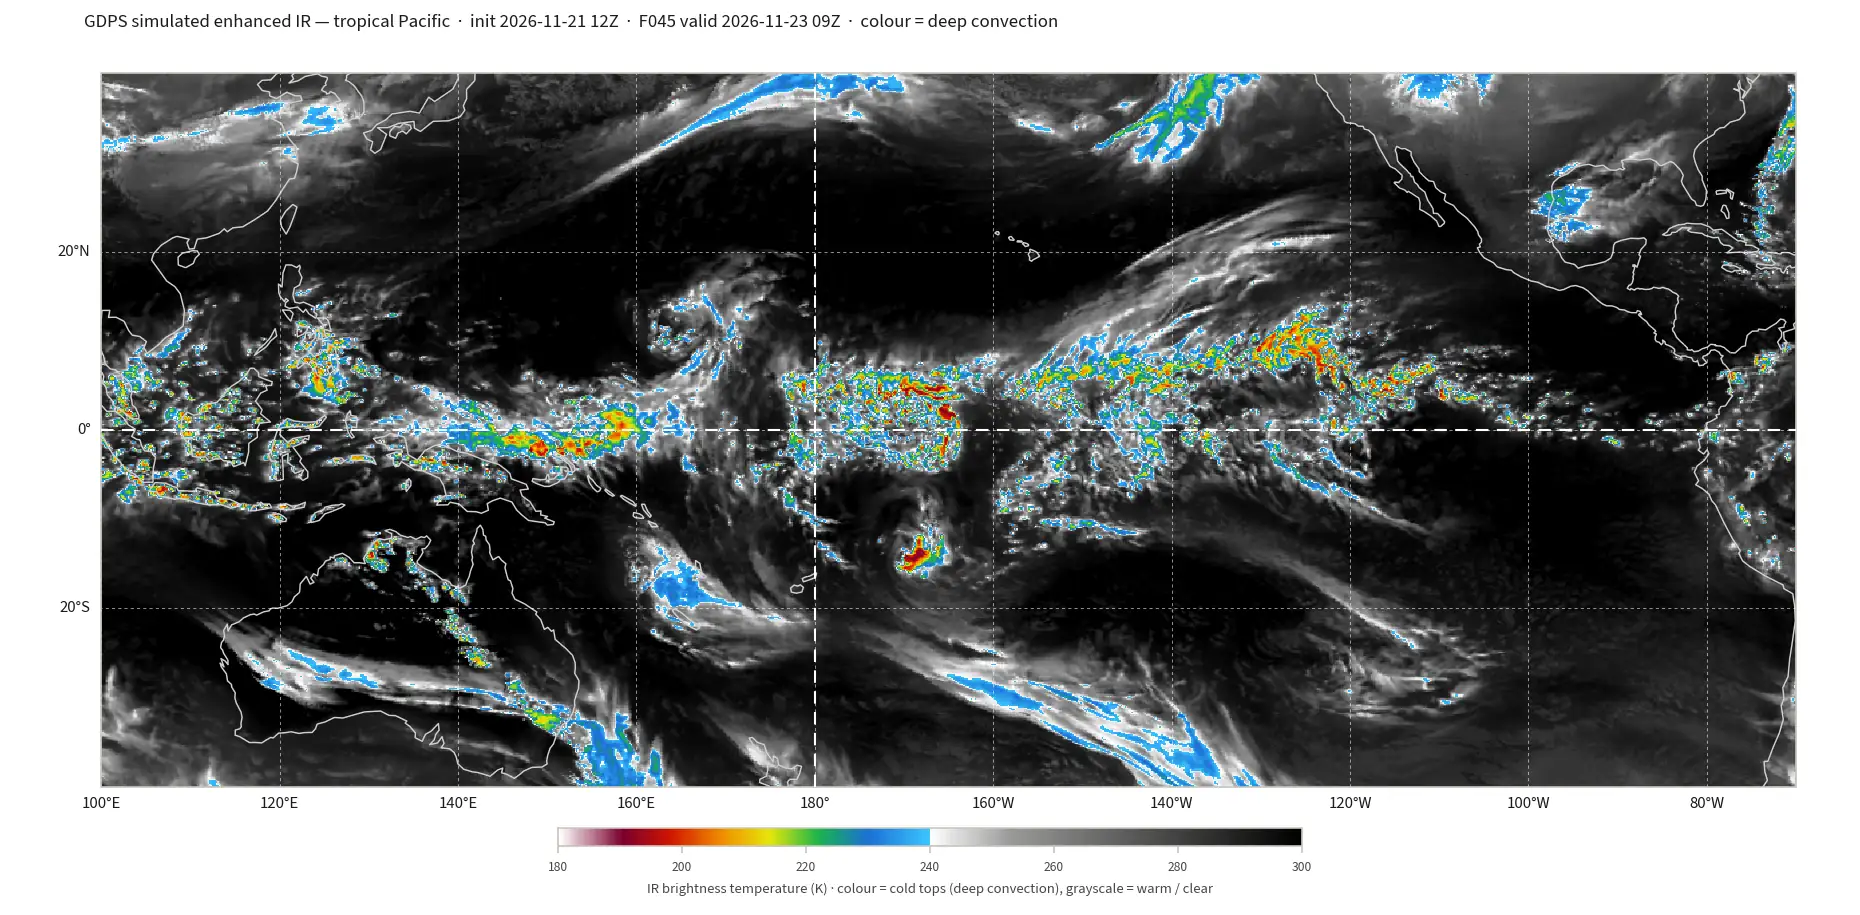 GDPS simulated enhanced IR — tropical Pacific · init 2026-11-21 12Z · F045 valid 2026-11-23 09Z · colour = deep convection
20°N
0°
20°S
100°E 120°E 140°E 160°E 180° 160°W 140°W 120°W 100°W 80°W
180 200 220 240 260 280 300
IR brightness temperature (K) · colour = cold tops (deep convection), grayscale = warm / clear